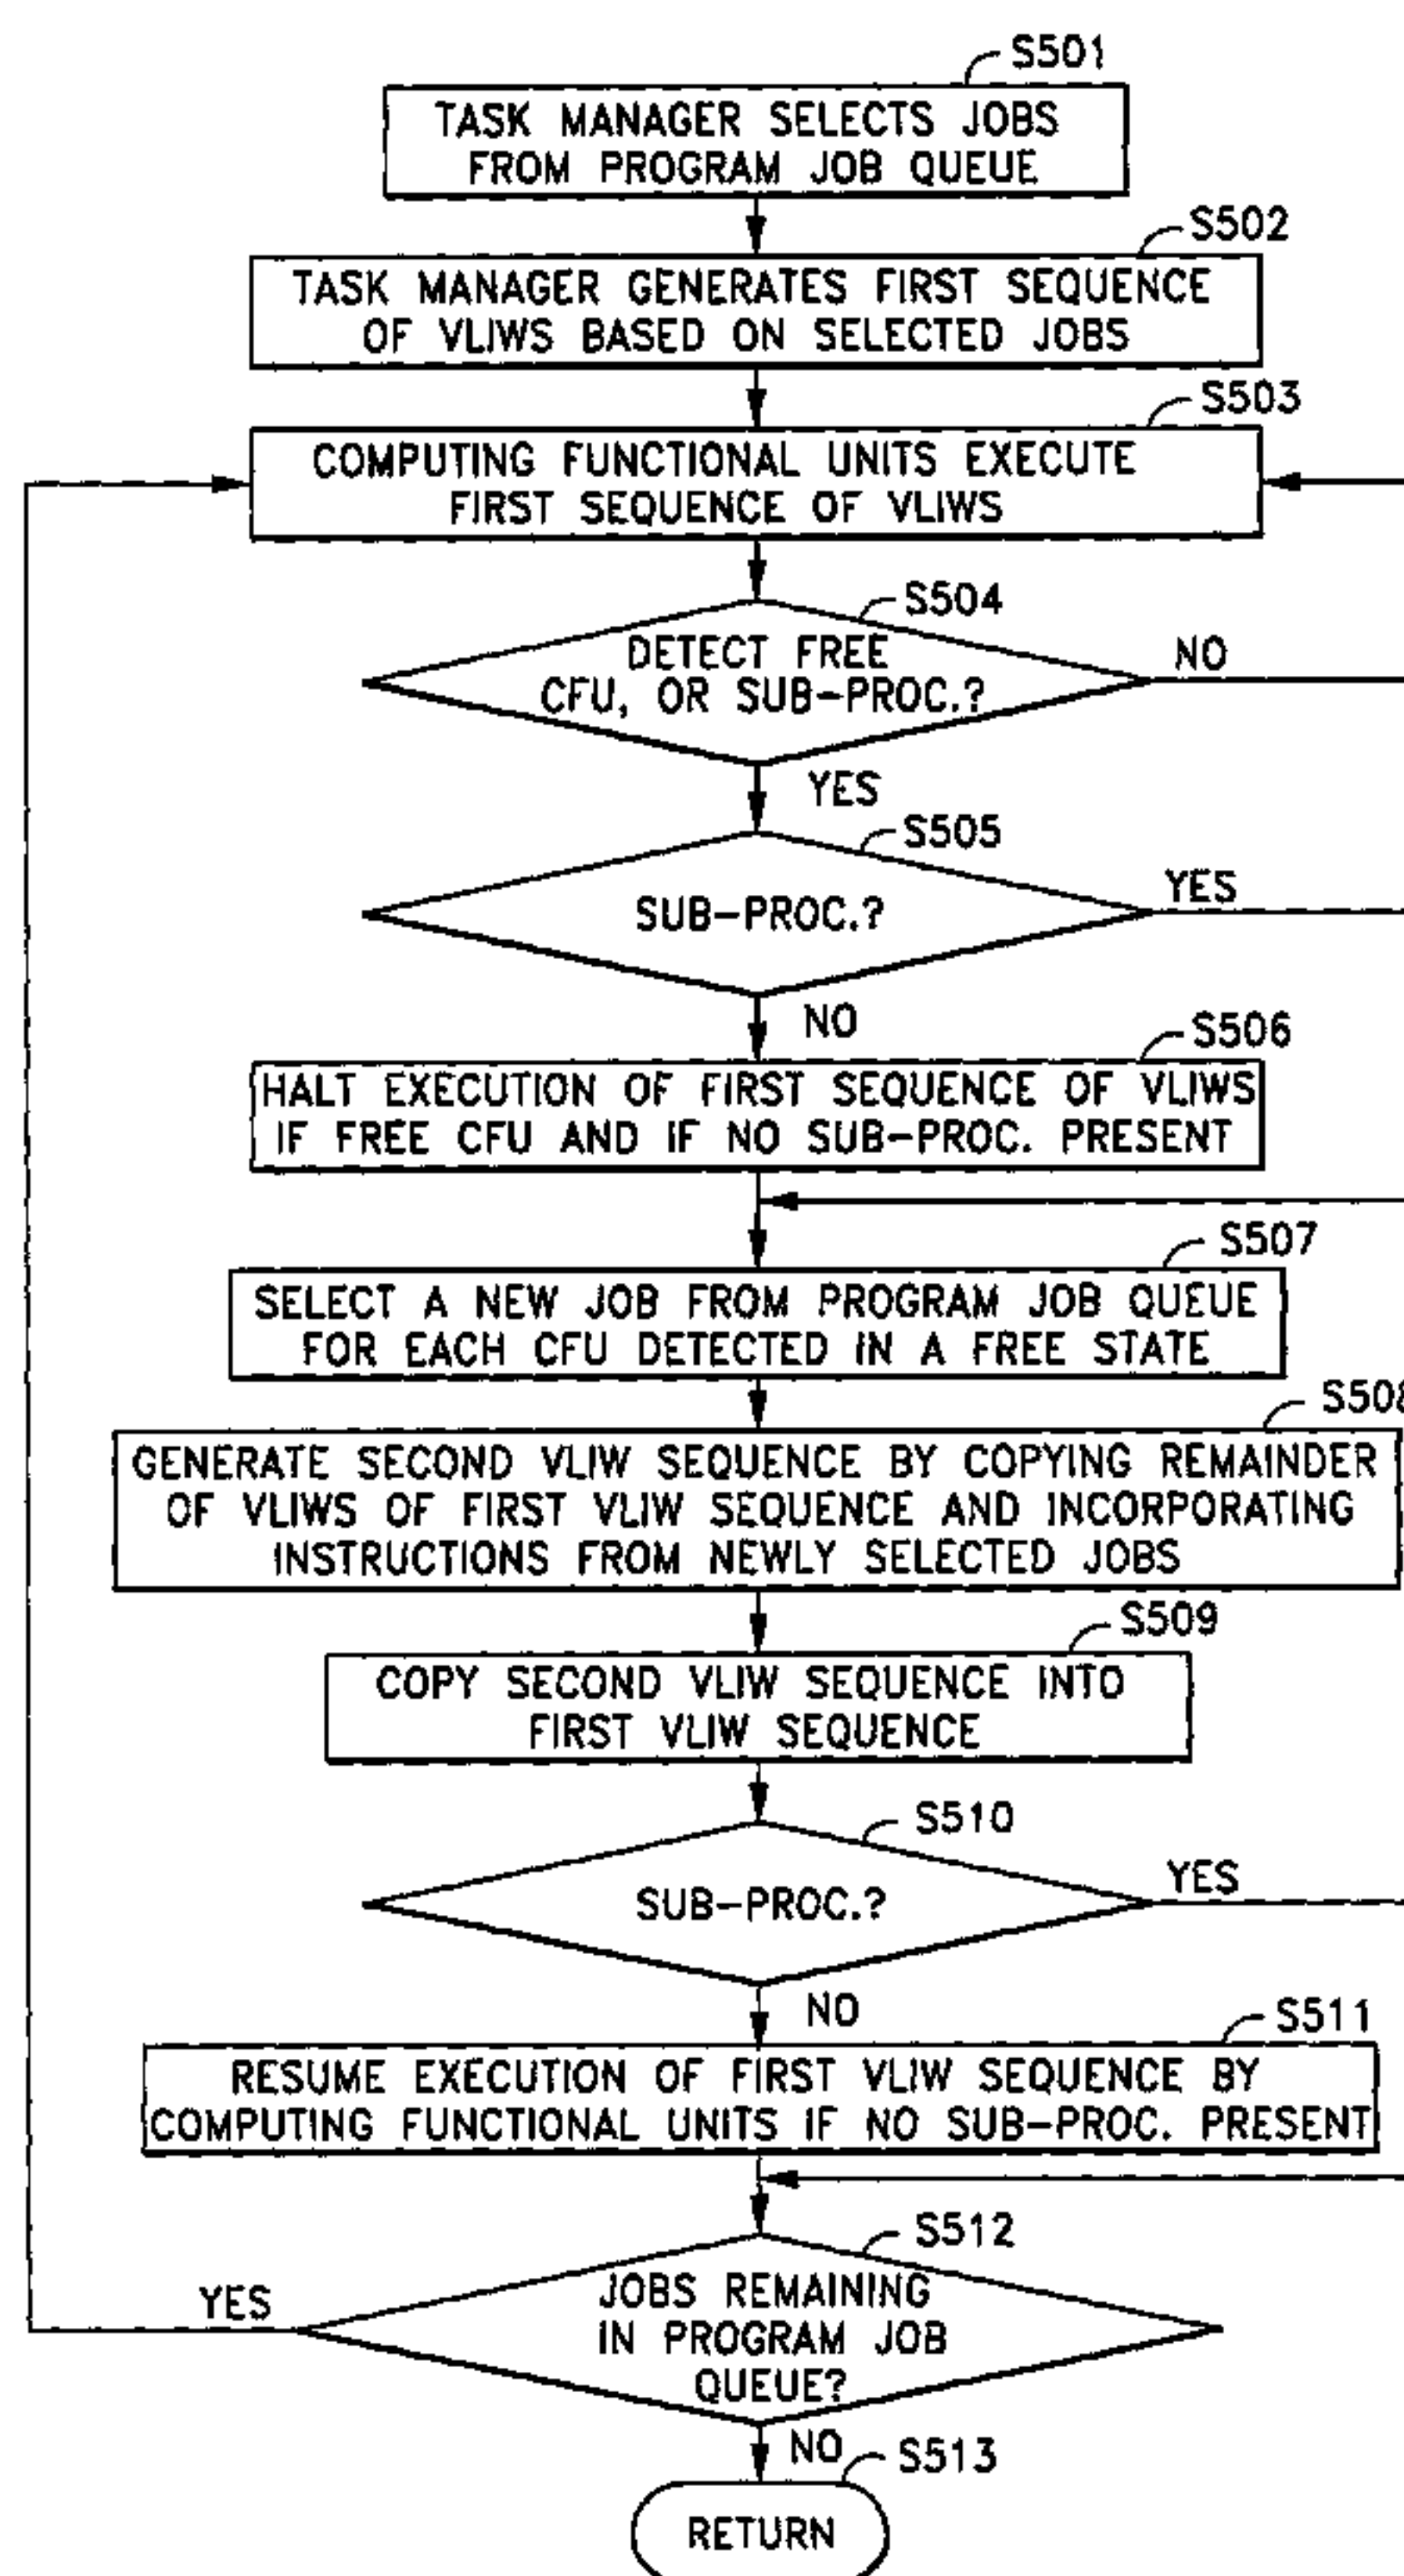 S501
TASK MANAGER SELECTS JOBS
FROM PROGRAM JOB QUEUE
S502
TASK MANAGER GENERATES FIRST SEQUENCE
OF VLIWS BASED ON SELECTED JOBS
S503
COMPUTING FUNCTIONAL UNITS EXECUTE
FIRST SEQUENCE OF VLIWS
S504
DETECT FREE
CFU, OR SUB-PROC.?
NO
YES
S505
SUB-PROC.?
YES
NO
S506
HALT EXECUTION OF FIRST SEQUENCE OF VLIWS
IF FREE CFU AND IF NO SUB-PROC. PRESENT
S507
SELECT A NEW JOB FROM PROGRAM JOB QUEUE
FOR EACH CFU DETECTED IN A FREE STATE
S508
GENERATE SECOND VLIW SEQUENCE BY COPYING REMAINDER
OF VLIWS OF FIRST VLIW SEQUENCE AND INCORPORATING
INSTRUCTIONS FROM NEWLY SELECTED JOBS
S509
COPY SECOND VLIW SEQUENCE INTO
FIRST VLIW SEQUENCE
S510
SUB-PROC.?
YES
NO
S511
RESUME EXECUTION OF FIRST VLIW SEQUENCE BY
COMPUTING FUNCTIONAL UNITS IF NO SUB-PROC. PRESENT
S512
JOBS REMAINING
IN PROGRAM JOB
QUEUE?
YES
NO
S513
RETURN